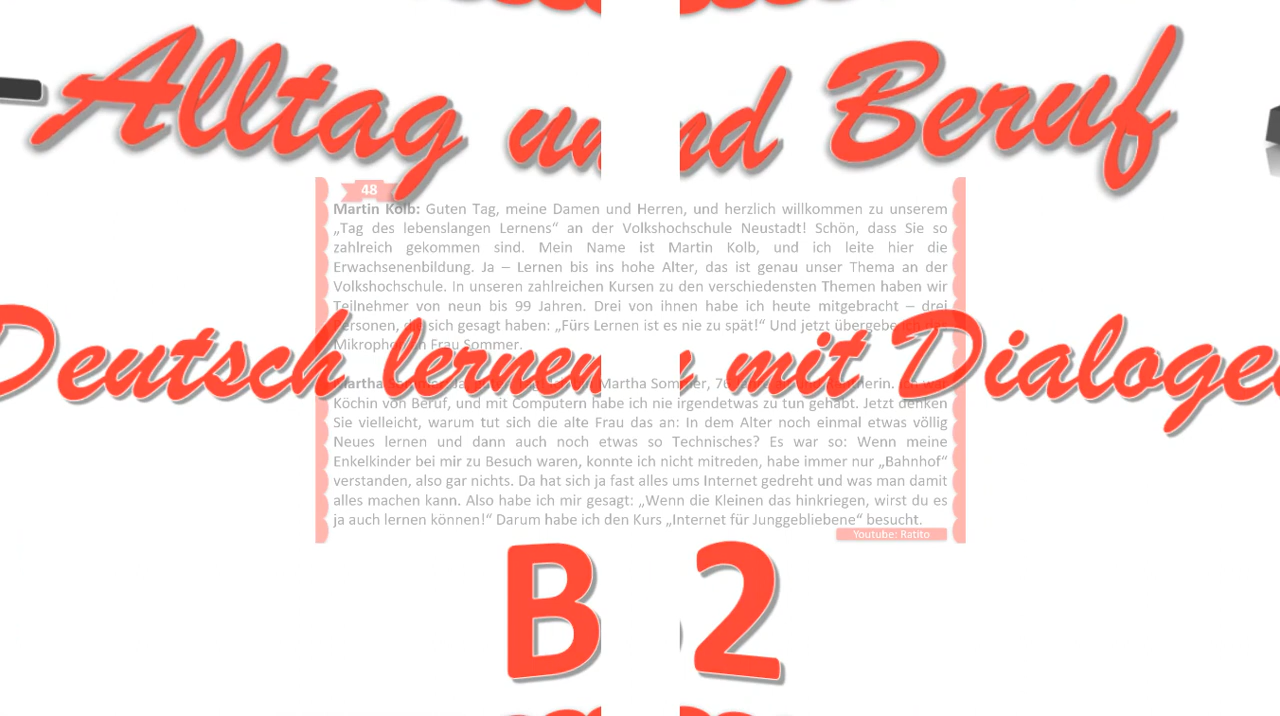 Alltag und Beruf
48
Martin Kolb: Guten Tag, meine Damen und Herren, und herzlich willkommen zu unserem
„Tag des lebenslangen Lernens“ an der Volkshochschule Neustadt! Schön, dass Sie so
zahlreich gekommen sind. Mein Name ist Martin Kolb, und ich leite hier die
Erwachsenenbildung. Ja – Lernen bis ins hohe Alter, das ist genau unser Thema an der
Volkshochschule. In unseren zahlreichen Kursen zu den verschiedensten Themen haben wir
Teilnehmer von neun bis 99 Jahren. Drei von ihnen habe ich heute mitgebracht – drei
Personen, die sich gesagt haben: „Fürs Lernen ist es nie zu spät!“ Und jetzt übergebe
Frau Sommer.
Deutsch lernen mit Dialogen
Martha Martha Sommer, 76
Köchin von Beruf, und mit Computern habe ich nie irgendetwas zu tun gehabt. Jetzt denken
Sie vielleicht, warum tut sich die alte Frau das an: In dem Alter noch einmal etwas völlig
Neues lernen und dann auch noch etwas so Technisches? Es war so: Wenn meine
Enkelkinder bei mir zu Besuch waren, konnte ich nicht mitreden, habe immer nur „Bahnhof“
verstanden, also gar nichts. Da hat sich ja fast alles ums Internet gedreht und was man damit
alles machen kann. Also habe ich mir gesagt: „Wenn die Kleinen das hinkriegen, wirst du es
ja auch lernen können!“ Darum habe ich den Kurs „Internet für Junggebliebene“ besucht.
Youtube: Ratito
B2